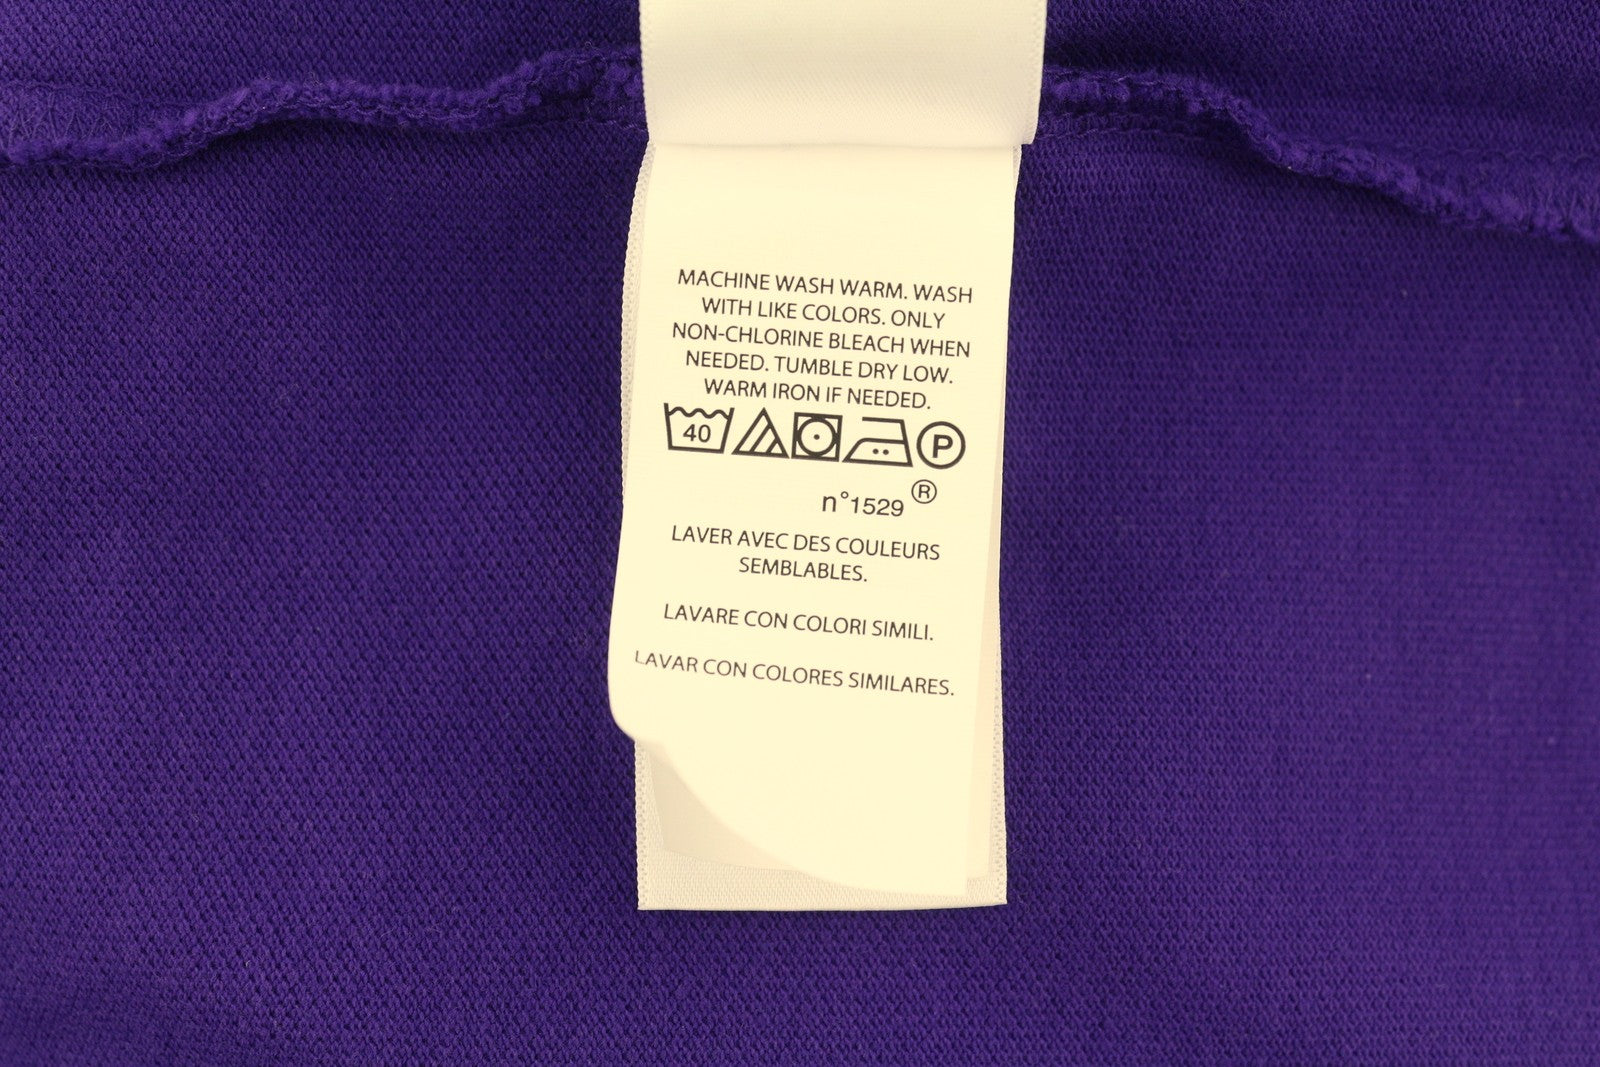 MACHINE WASH WARM. WASH
WITH LIKE COLORS. ONLY
NON-CHLORINE BLEACH WHEN
NEEDED. TUMBLE DRY LOW.
WARM IRON IF NEEDED.
40 P
n°1529 ®
LAVER AVEC DES COULEURS
SEMBLABLES.
LAVARE CON COLORI SIMILI.
LAVAR CON COLORES SIMILARES.